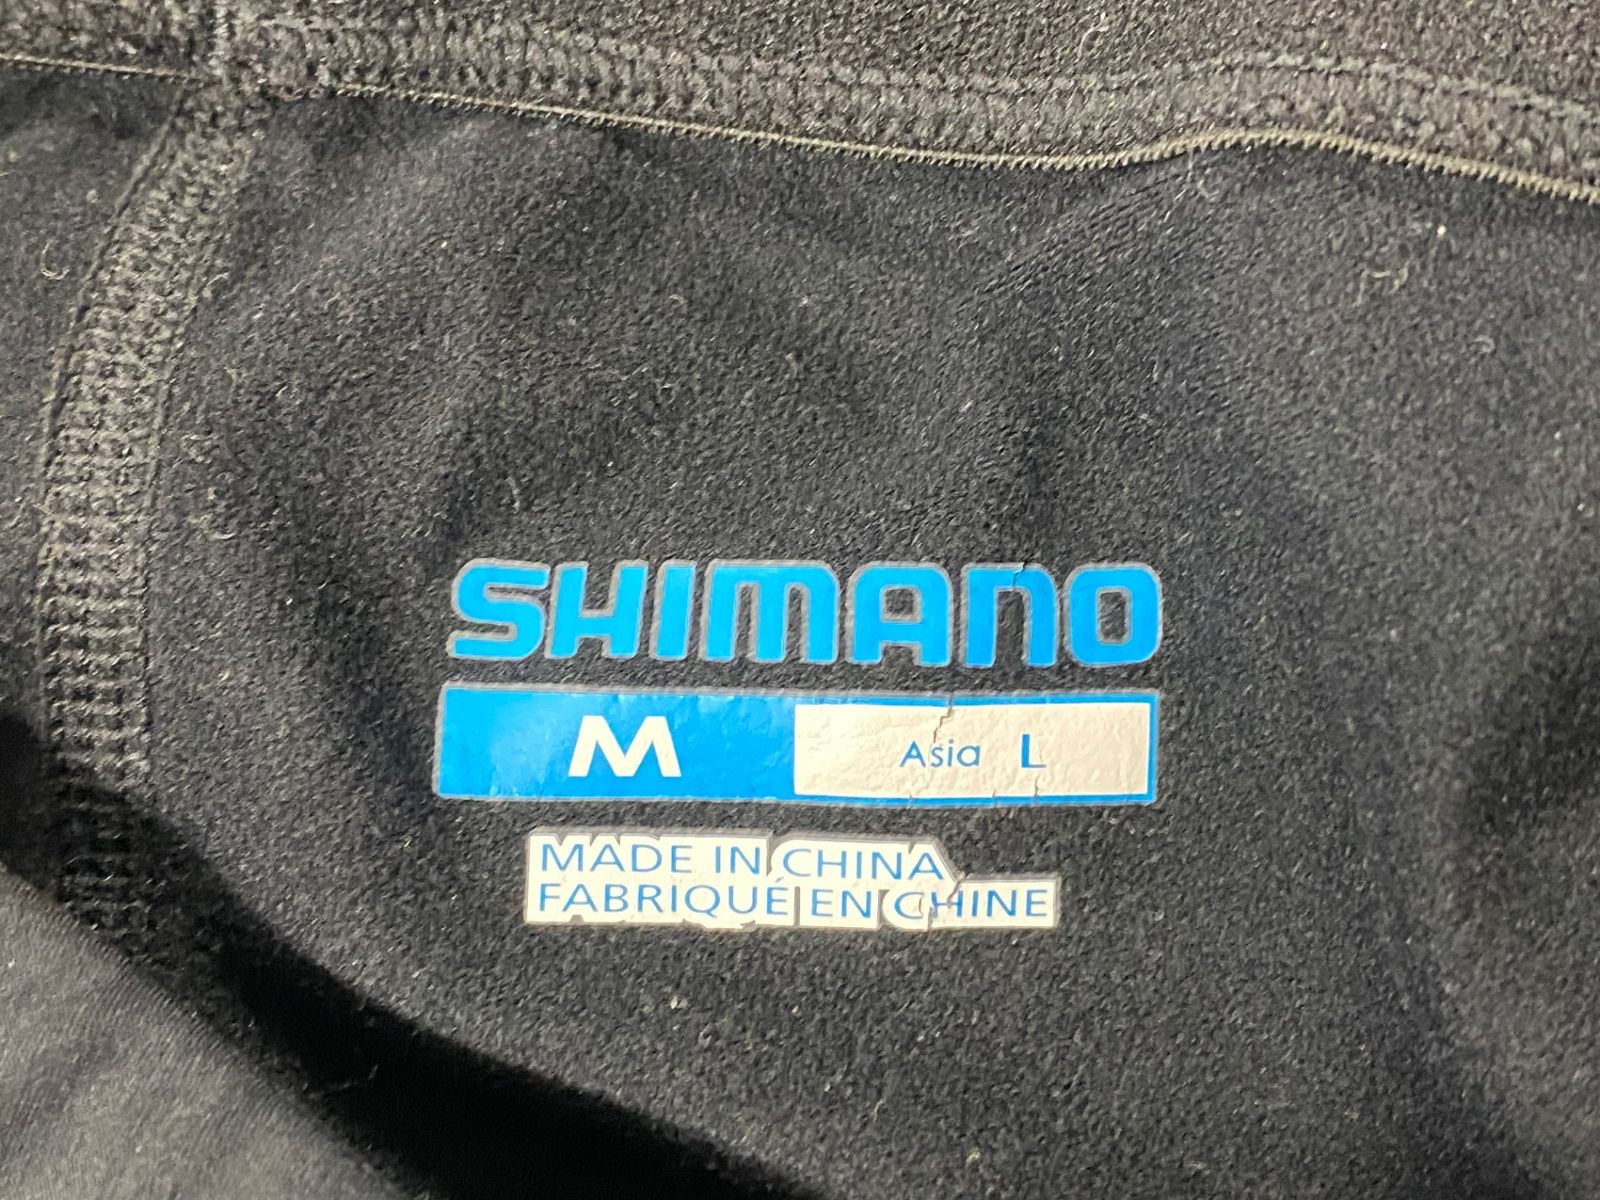 SHIMANO
M Asia L
MADE IN CHINA
FABRIQUÉ EN CHINE